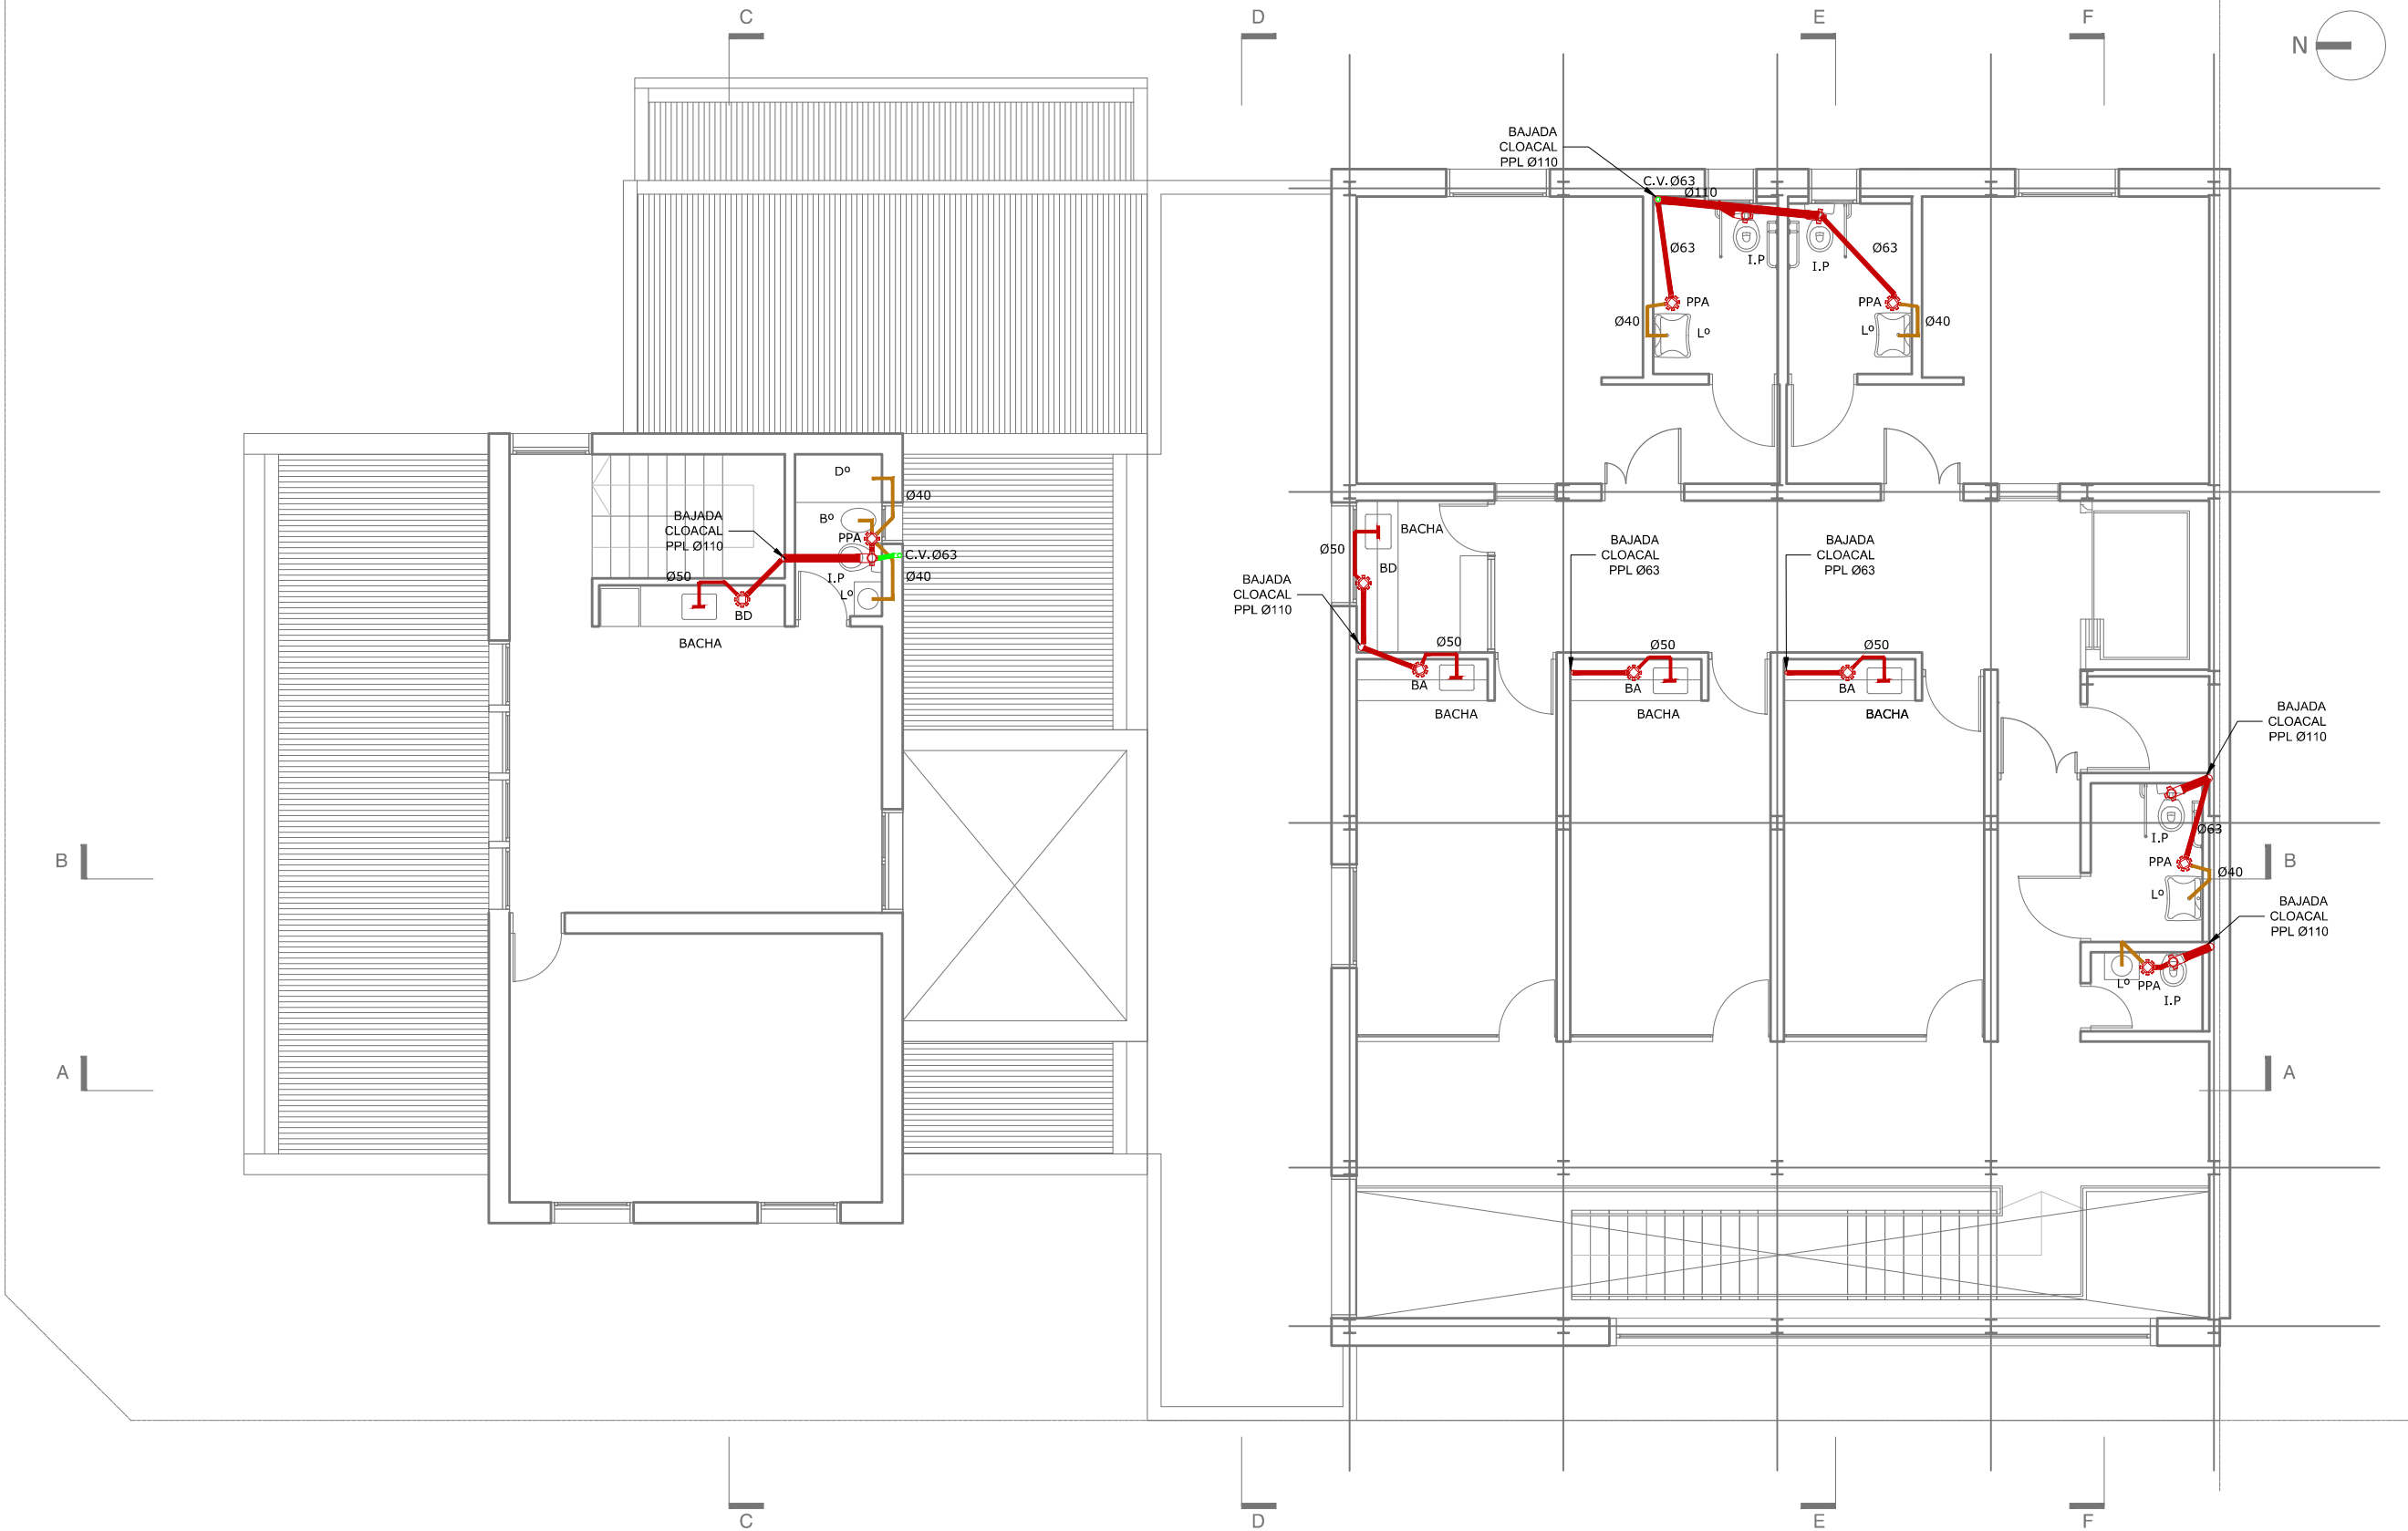 C
D
E
F
N
BAJADA
CLOACAL
PPL Ø110
C.V.Ø63
Ø110
Ø63
Ø63
I.P
I.P
PPA
PPA
Ø40
Lº
Lº
Ø40
Dº
Ø40
Bº
BAJADA
CLOACAL
PPL Ø110
PPA
C.V.Ø63
I.P
Ø50
Ø40
Lº
BD
BACHA
BACHA
Ø50
BD
BAJADA
CLOACAL
PPL Ø110
BAJADA
CLOACAL
PPL Ø63
BAJADA
CLOACAL
PPL Ø63
Ø50
BA
BACHA
Ø50
BA
BACHA
Ø50
BA
BACHA
BAJADA
CLOACAL
PPL Ø110
Ø63
I.P
PPA
Ø40
Lº
B
B
BAJADA
CLOACAL
PPL Ø110
Lº
PPA
I.P
A
A
C
D
E
F